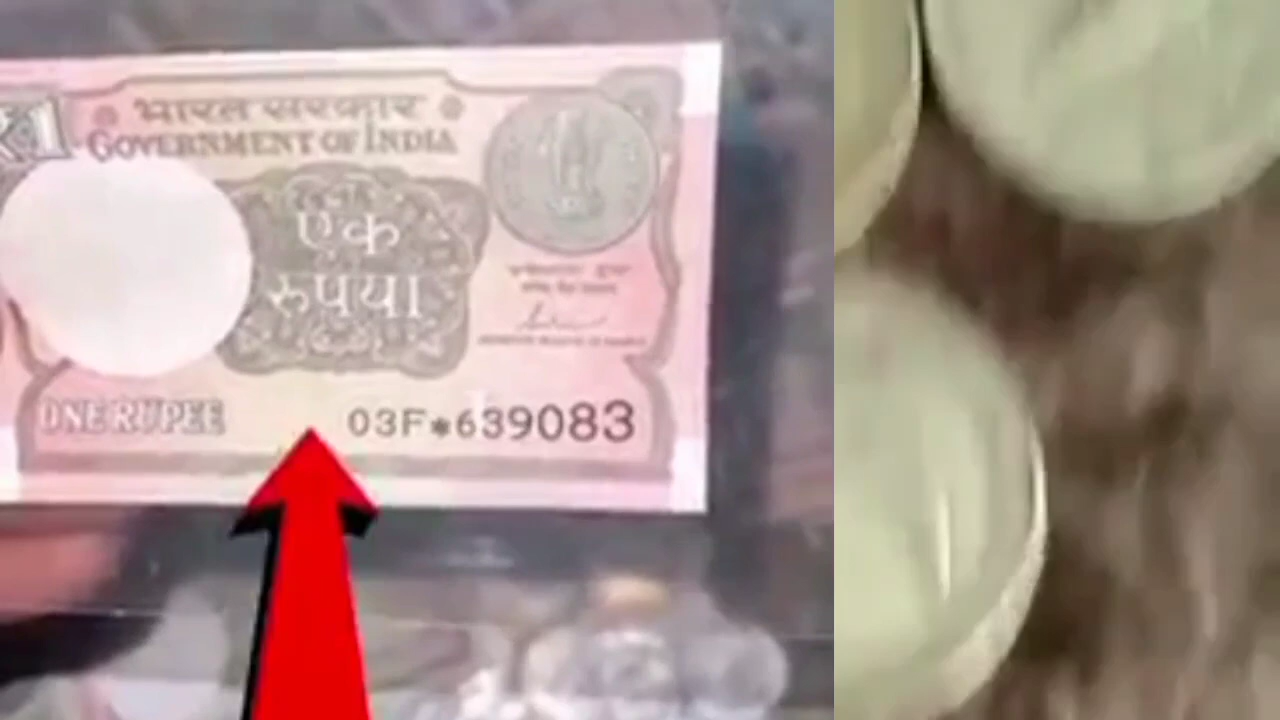 भारत सरकार
GOVERNMENT OF INDIA
एक
रुपया
ONE RUPEE
03F*639083